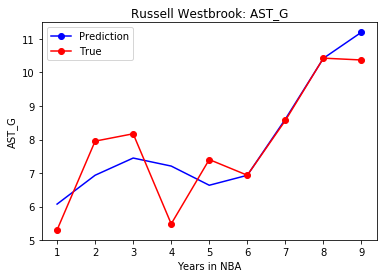 Russell Westbrook: AST_G
Prediction
True
11
10
9
8
7
6
5
AST_G
1 2 3 4 5 6 7 8 9
Years in NBA